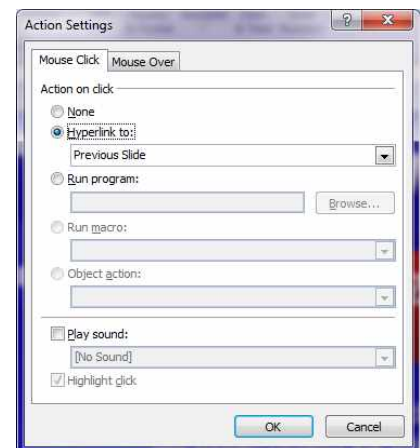 Action Settings
Mouse Click
Mouse Over
Action on click
None
Hyperlink to:
Previous Slide
Run program:
Browse...
Run macro:
Object action:
Play sound:
[No Sound]
Highlight click
OK
Cancel